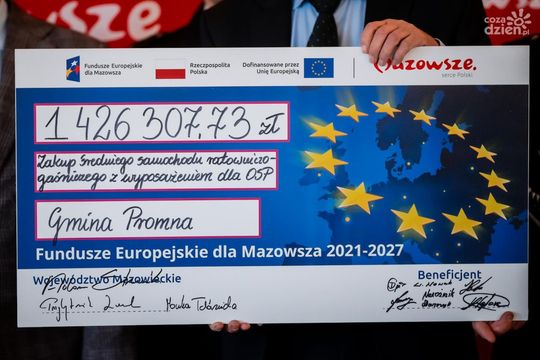 cozadzien.pl
Fundusze Europejskie
dla Mazowsza
Rzeczpospolita
Polska
Dofinansowane przez
Unię Europejską
Mazowsze.
serce Polski
1 426 307,73 zł
Zakup średniego samochodu ratowniczo-
gaśniczego z wyposażeniem dla OSP
Gmina Promna
Fundusze Europejskie dla Mazowsza 2021-2027
Województwo Mazowieckie
Beneficjent